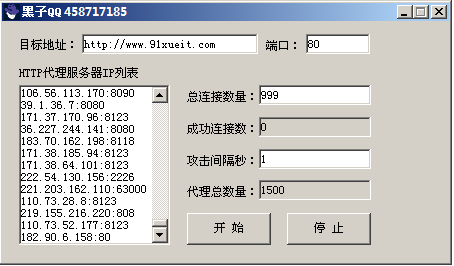 黑子QQ 458717185
目标地址： http://www.91xueit.com 端口： 80
HTTP代理服务器IP列表
106.56.113.170:8090
39.1.36.7:8080
171.37.170.96:8123
36.227.244.141:8080
183.70.162.198:8118
171.38.185.94:8123
171.38.64.101:8123
222.54.130.156:2226
221.203.162.110:63000
110.73.28.8:8123
219.155.216.220:808
110.73.52.177:8123
182.90.6.158:80
总连接数量： 999
成功连接数： 0
攻击间隔秒： 1
代理总数量： 1500
开 始 停 止